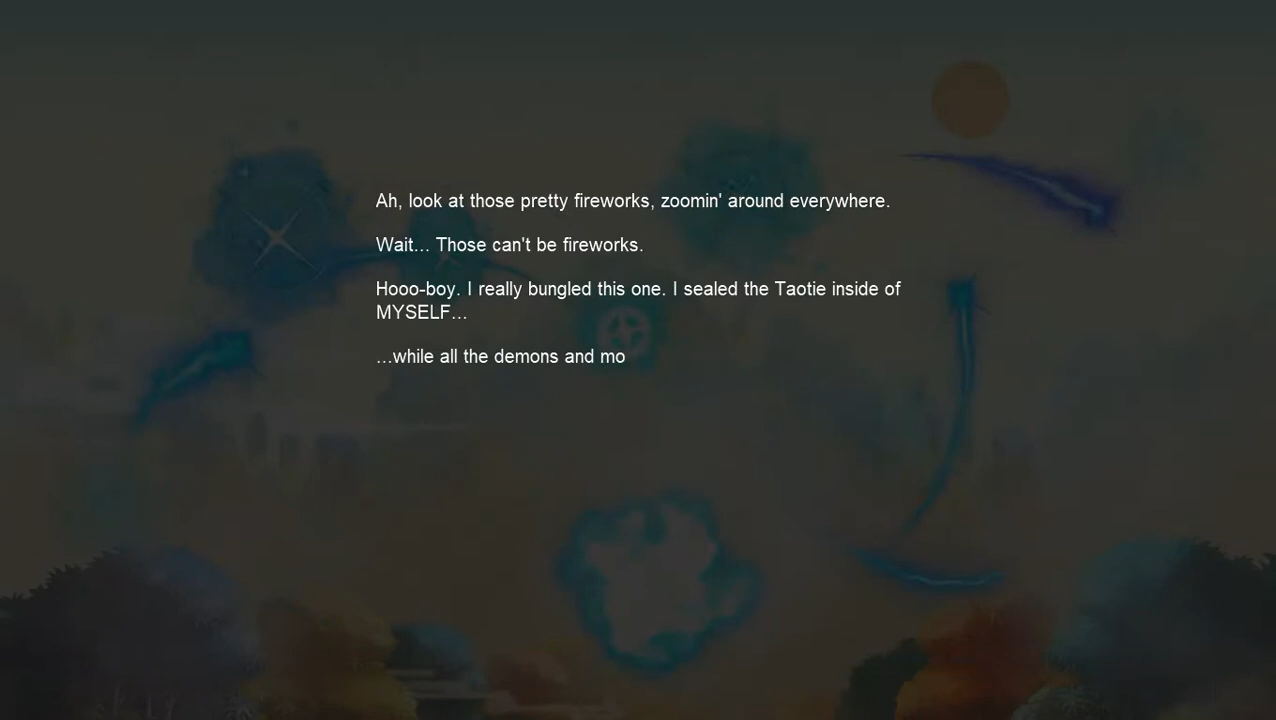 Ah, look at those pretty fireworks, zoomin' around everywhere.
Wait... Those can't be fireworks.
Hooo-boy. I really bungled this one. I sealed the Taotie inside of
MYSELF...
...while all the demons and mo